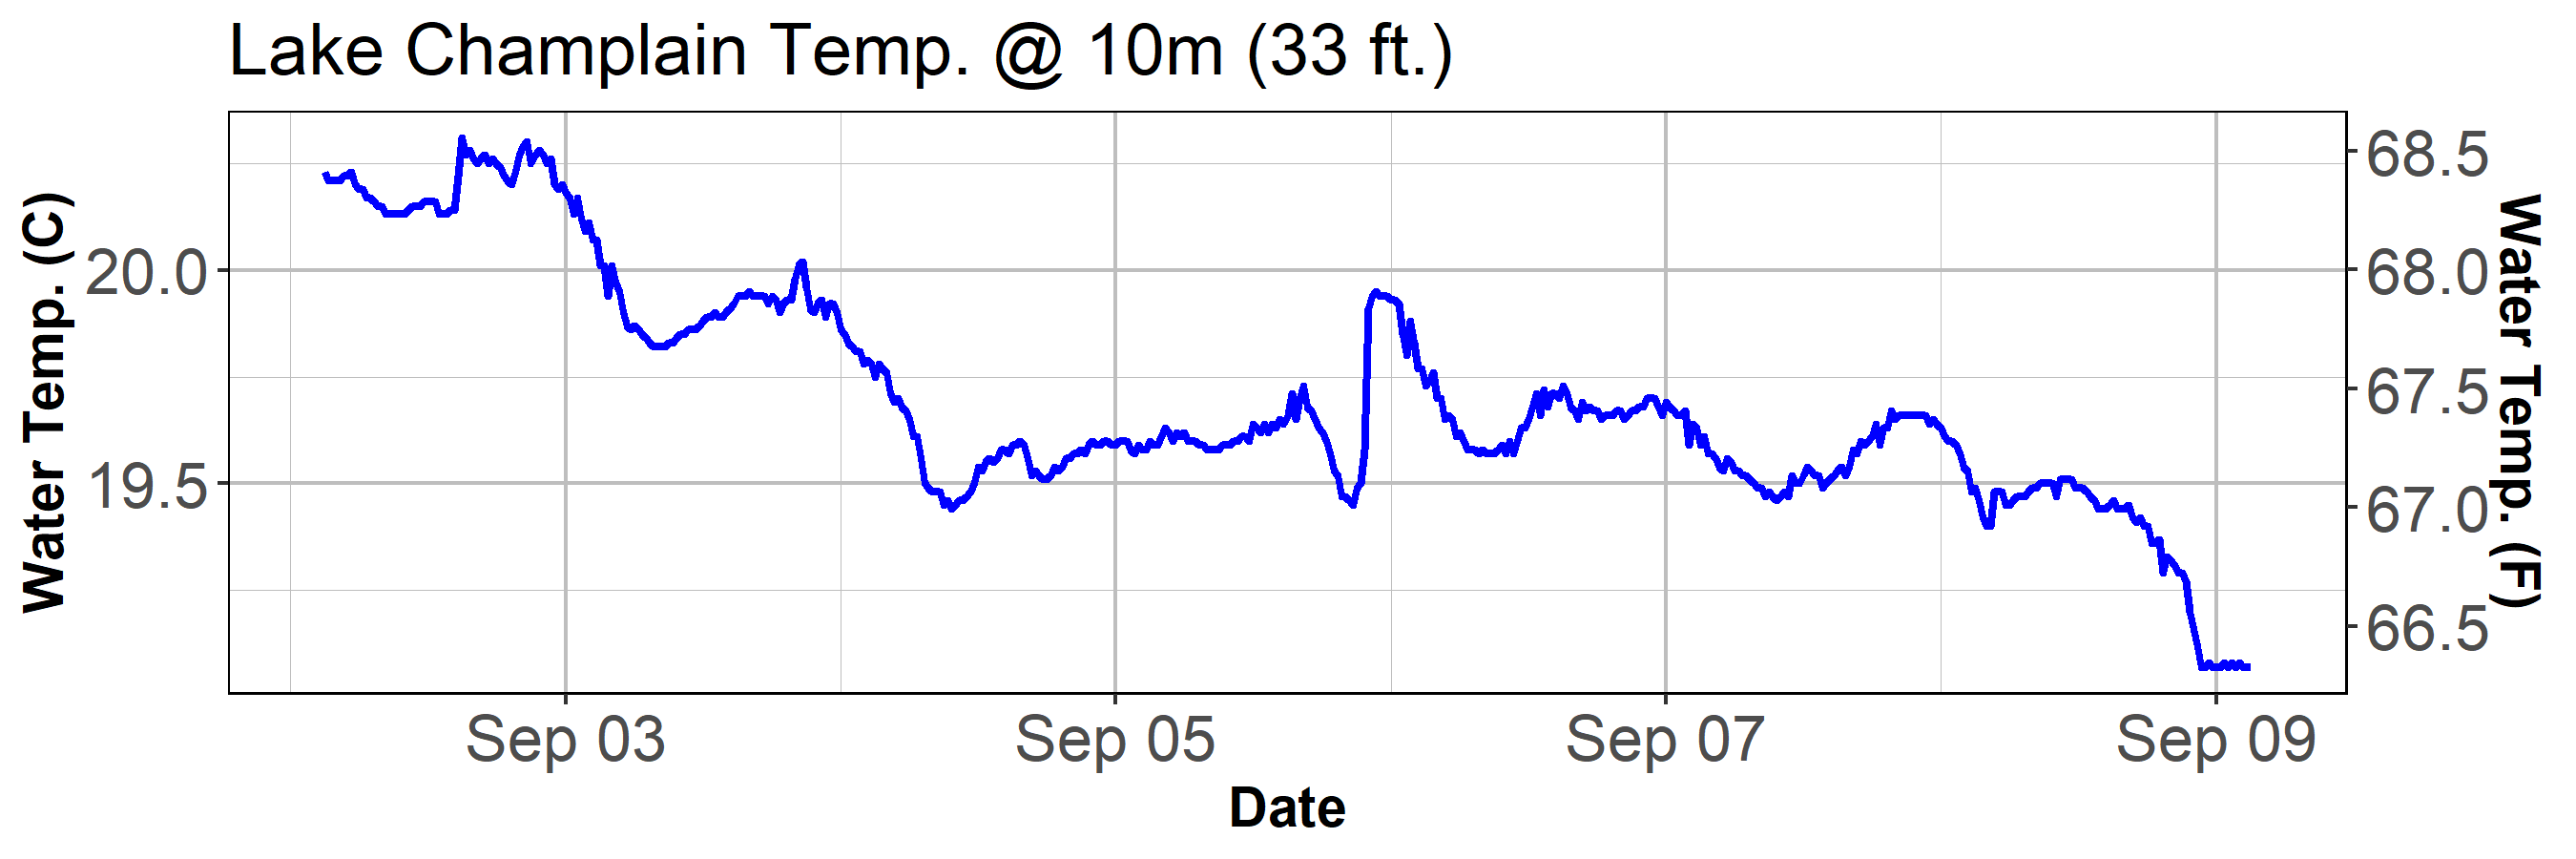 Lake Champlain Temp. @ 10m (33 ft.)
Water Temp. (C)
20.0
19.5
68.5
68.0
67.5
67.0
66.5
Water Temp. (F)
Sep 03
Sep 05
Sep 07
Sep 09
Date